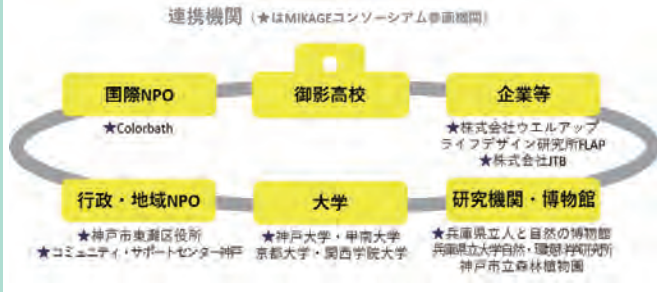 連携機関（★はMIKAGEコンソーシアム参画機関）
国際NPO
★Colorbath
御影高校
企業等
★株式会社ウエルアップ
ライフデザイン研究所FLAP
★株式会社JTB
行政・地域NPO
★神戸市東灘区役所
★コミュニティ・サポートセンター神戸
大学
★神戸大学・甲南大学
京都大学・関西学院大学
研究機関・博物館
★兵庫県立人と自然の博物館
兵庫県立大学自然・環境科学研究所
神戸市立森林植物園